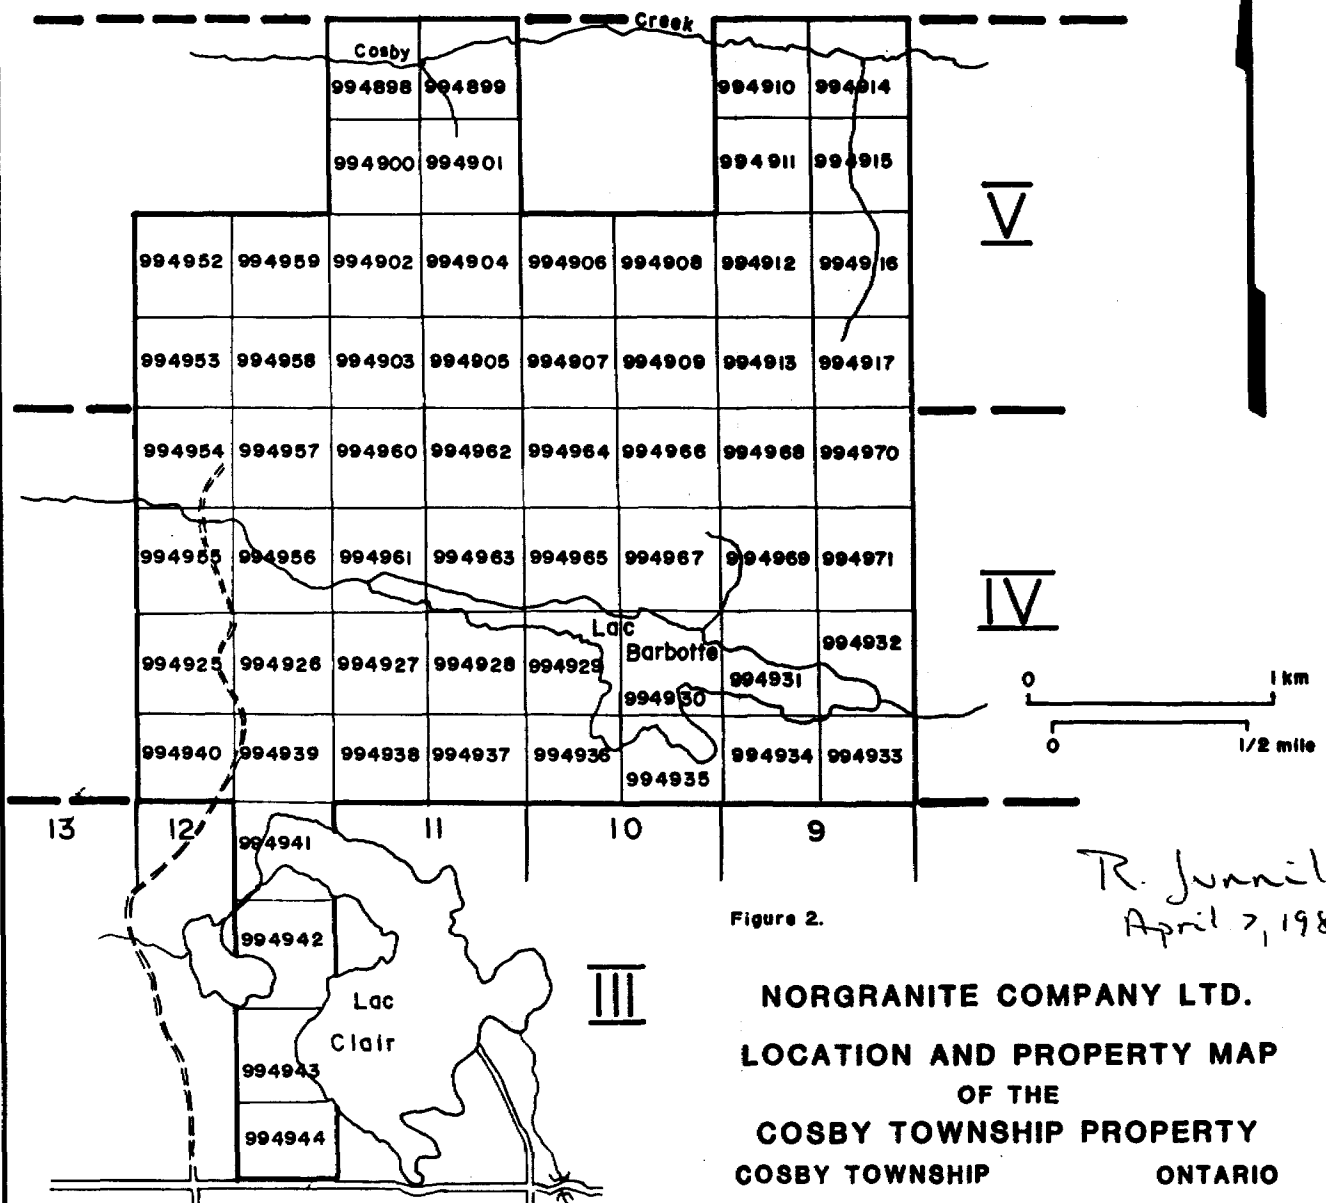 Creek
Cosby
994898 994899 994910 994914
994900 994901 994911 994915
V
994952 994959 994902 994904 994906 994908 994912 994916
994953 994958 994903 994905 994907 994909 994913 994917
994954 994957 994960 994962 994964 994966 994968 994970
994955 994956 994961 994963 994965 994967 994969 994971
IV
Lac
Barbotte
994932
994925 994926 994927 994928 994929
994931
994930
0 1 km
0 1/2 mile
994940 994939 994938 994937 994936 994934 994933
994935
13 12 11 10 9
994941
994942
Lac
Clair
994943
994944
III
R.
April 7, 198
Figure 2.
NORGRANITE COMPANY LTD.
LOCATION AND PROPERTY MAP
OF THE
COSBY TOWNSHIP PROPERTY
COSBY TOWNSHIP ONTARIO